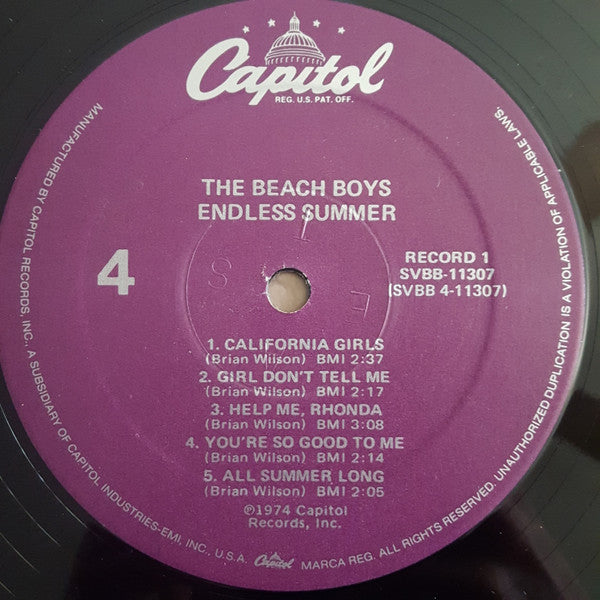 Capitol
REG. U.S. PAT. OFF.
THE BEACH BOYS
ENDLESS SUMMER
4
RECORD 1
SVBB-11307
(SVBB 4-11307)
1. CALIFORNIA GIRLS
(Brian Wilson) BMI 2:37
2. GIRL DON'T TELL ME
(Brian Wilson) BMI 2:17
3. HELP ME, RHONDA
(Brian Wilson) BMI 3:08
4. YOU'RE SO GOOD TO ME
(Brian Wilson) BMI 2:14
5. ALL SUMMER LONG
(Brian Wilson) BMI 2:05
℗1974 Capitol
Records, Inc.
MANUFACTURED BY CAPITOL RECORDS, INC., A SUBSIDIARY OF CAPITOL INDUSTRIES-EMI, INC., U.S.A. Capitol MARCA REG. ALL RIGHTS RESERVED. UNAUTHORIZED DUPLICATION IS A VIOLATION OF APPLICABLE LAWS.